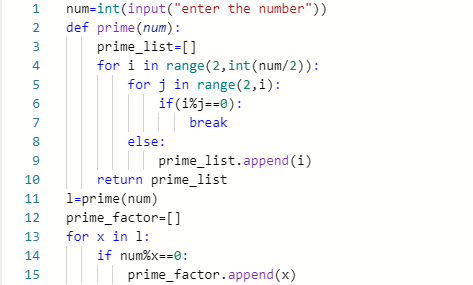 1 num=int(input("enter the number"))
2 def prime(num):
3     prime_list=[]
4     for i in range(2,int(num/2)):
5         for j in range(2,i):
6             if(i%j==0):
7                 break
8         else:
9             prime_list.append(i)
10     return prime_list
11 l=prime(num)
12 prime_factor=[]
13 for x in l:
14     if num%x==0:
15         prime_factor.append(x)